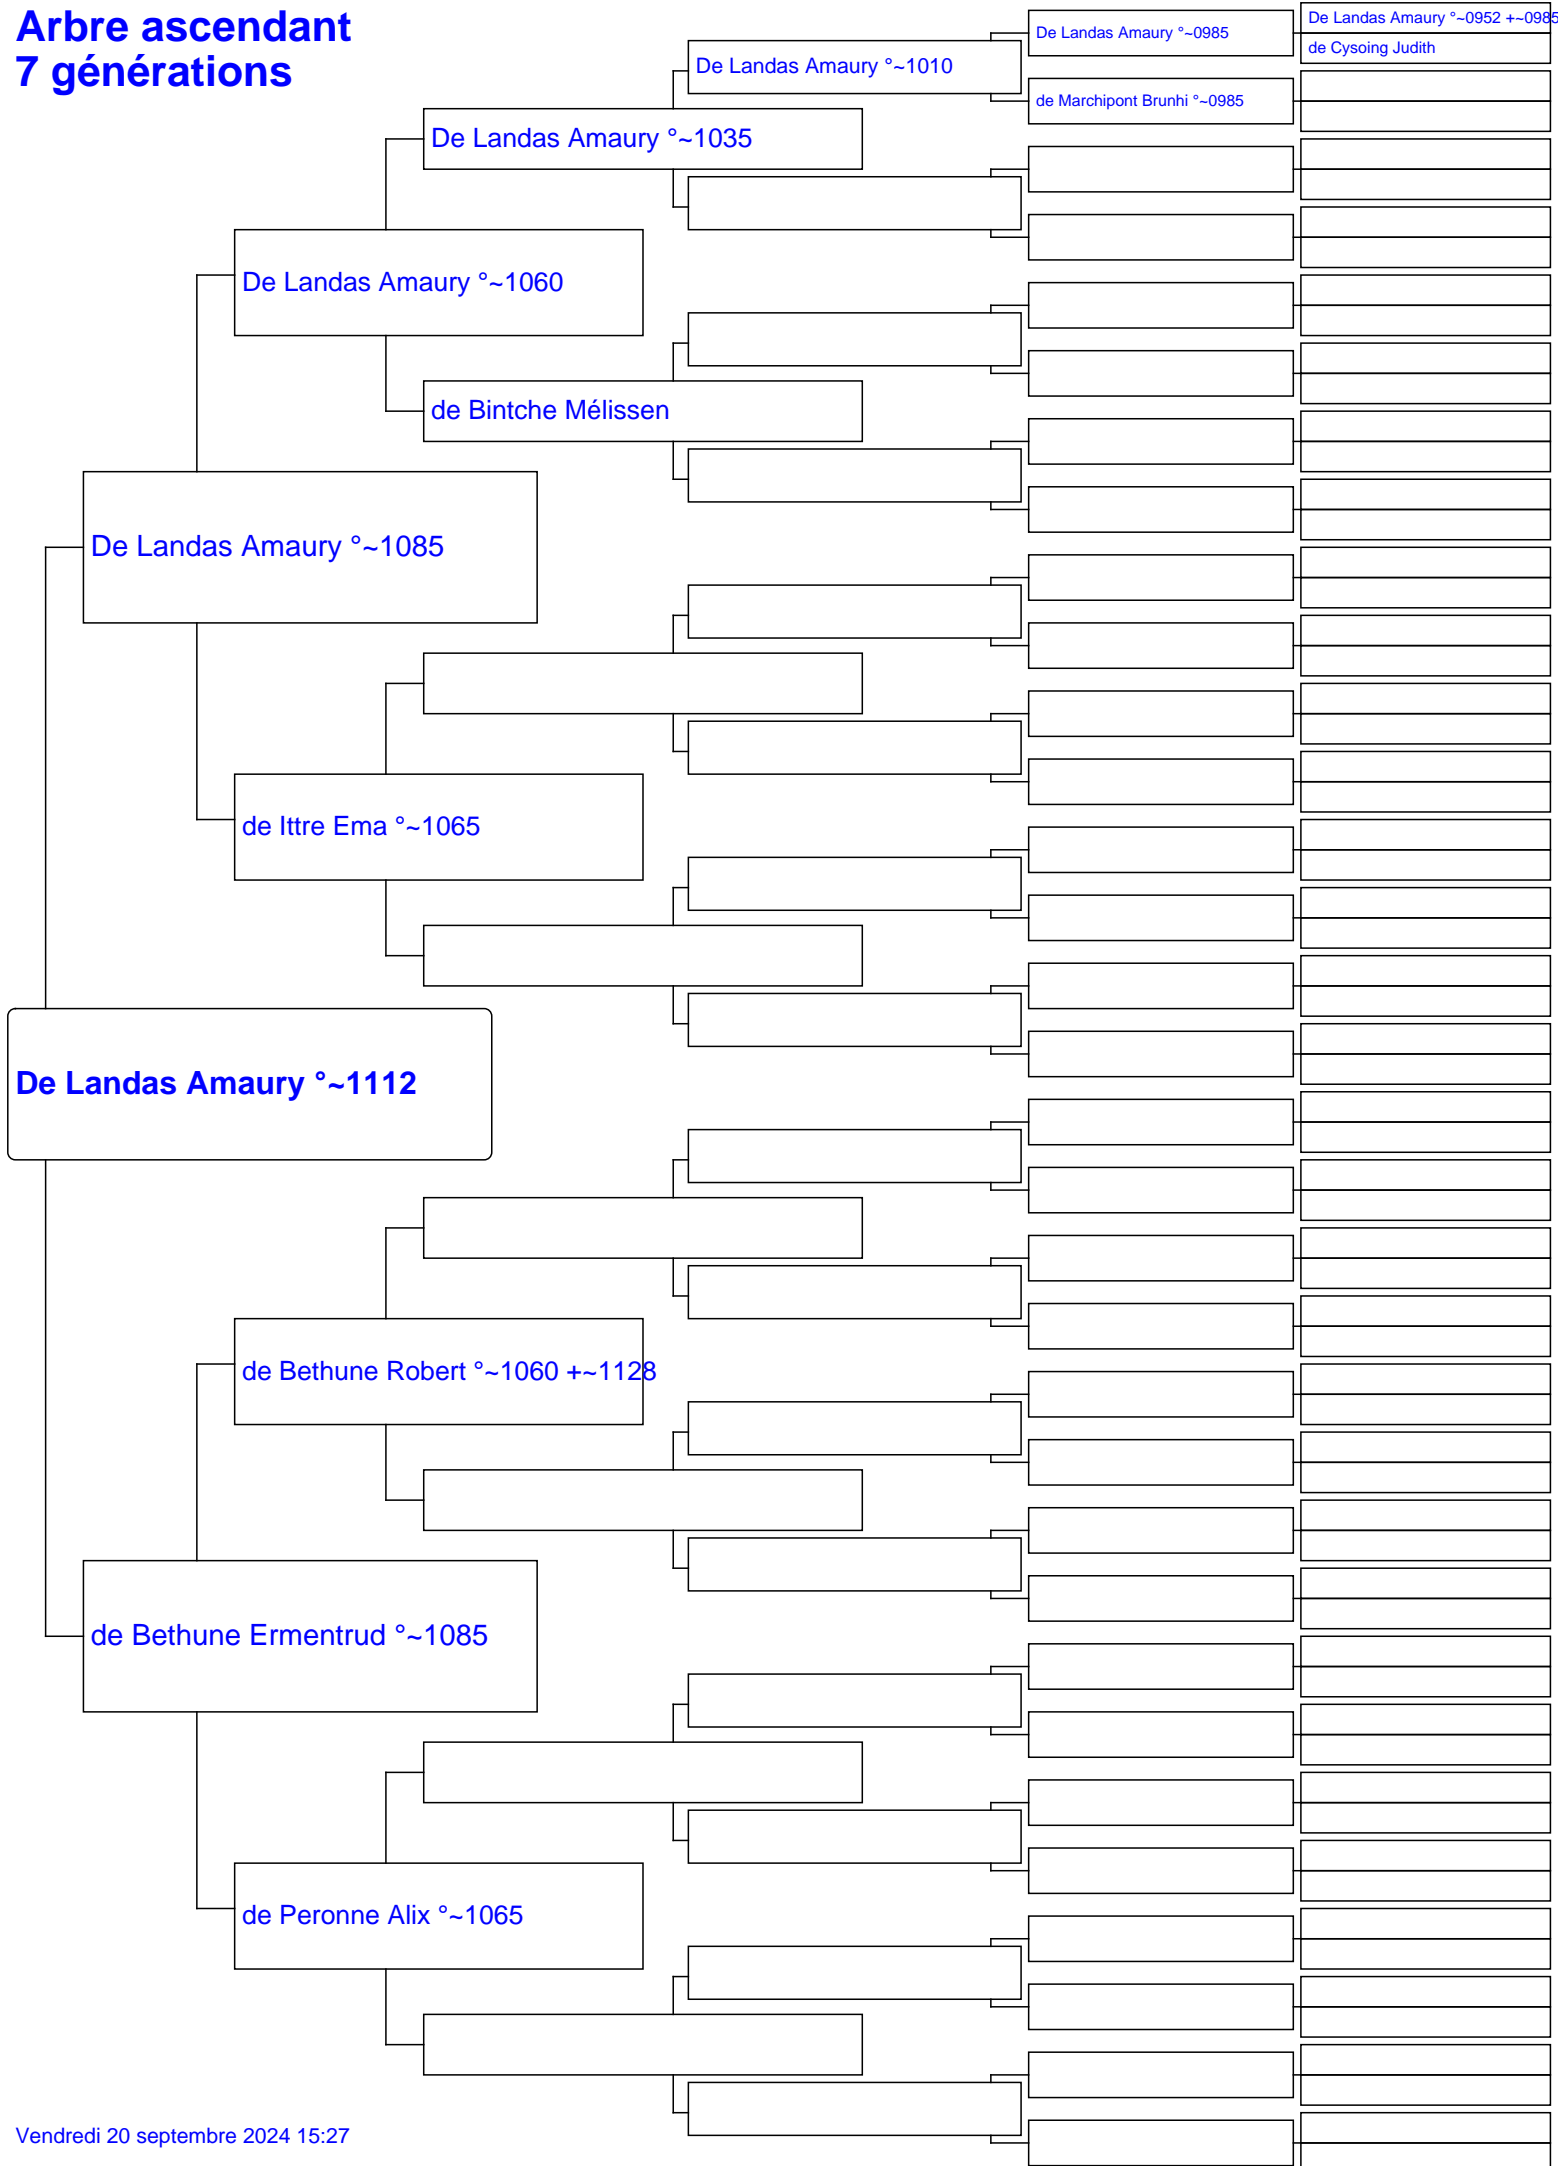 Arbre ascendant
7 générations
De Landas Amaury °~0952 +~0985
De Landas Amaury °~0985
de Cysoing Judith
De Landas Amaury °~1010
de Marchipont Brunhi °~0985
De Landas Amaury °~1035
De Landas Amaury °~1060
de Bintche Mélissen
De Landas Amaury °~1085
de Ittre Ema °~1065
De Landas Amaury °~1112
de Bethune Robert °~1060 +~1128
de Bethune Ermentrud °~1085
de Peronne Alix °~1065
Vendredi 20 septembre 2024 15:27